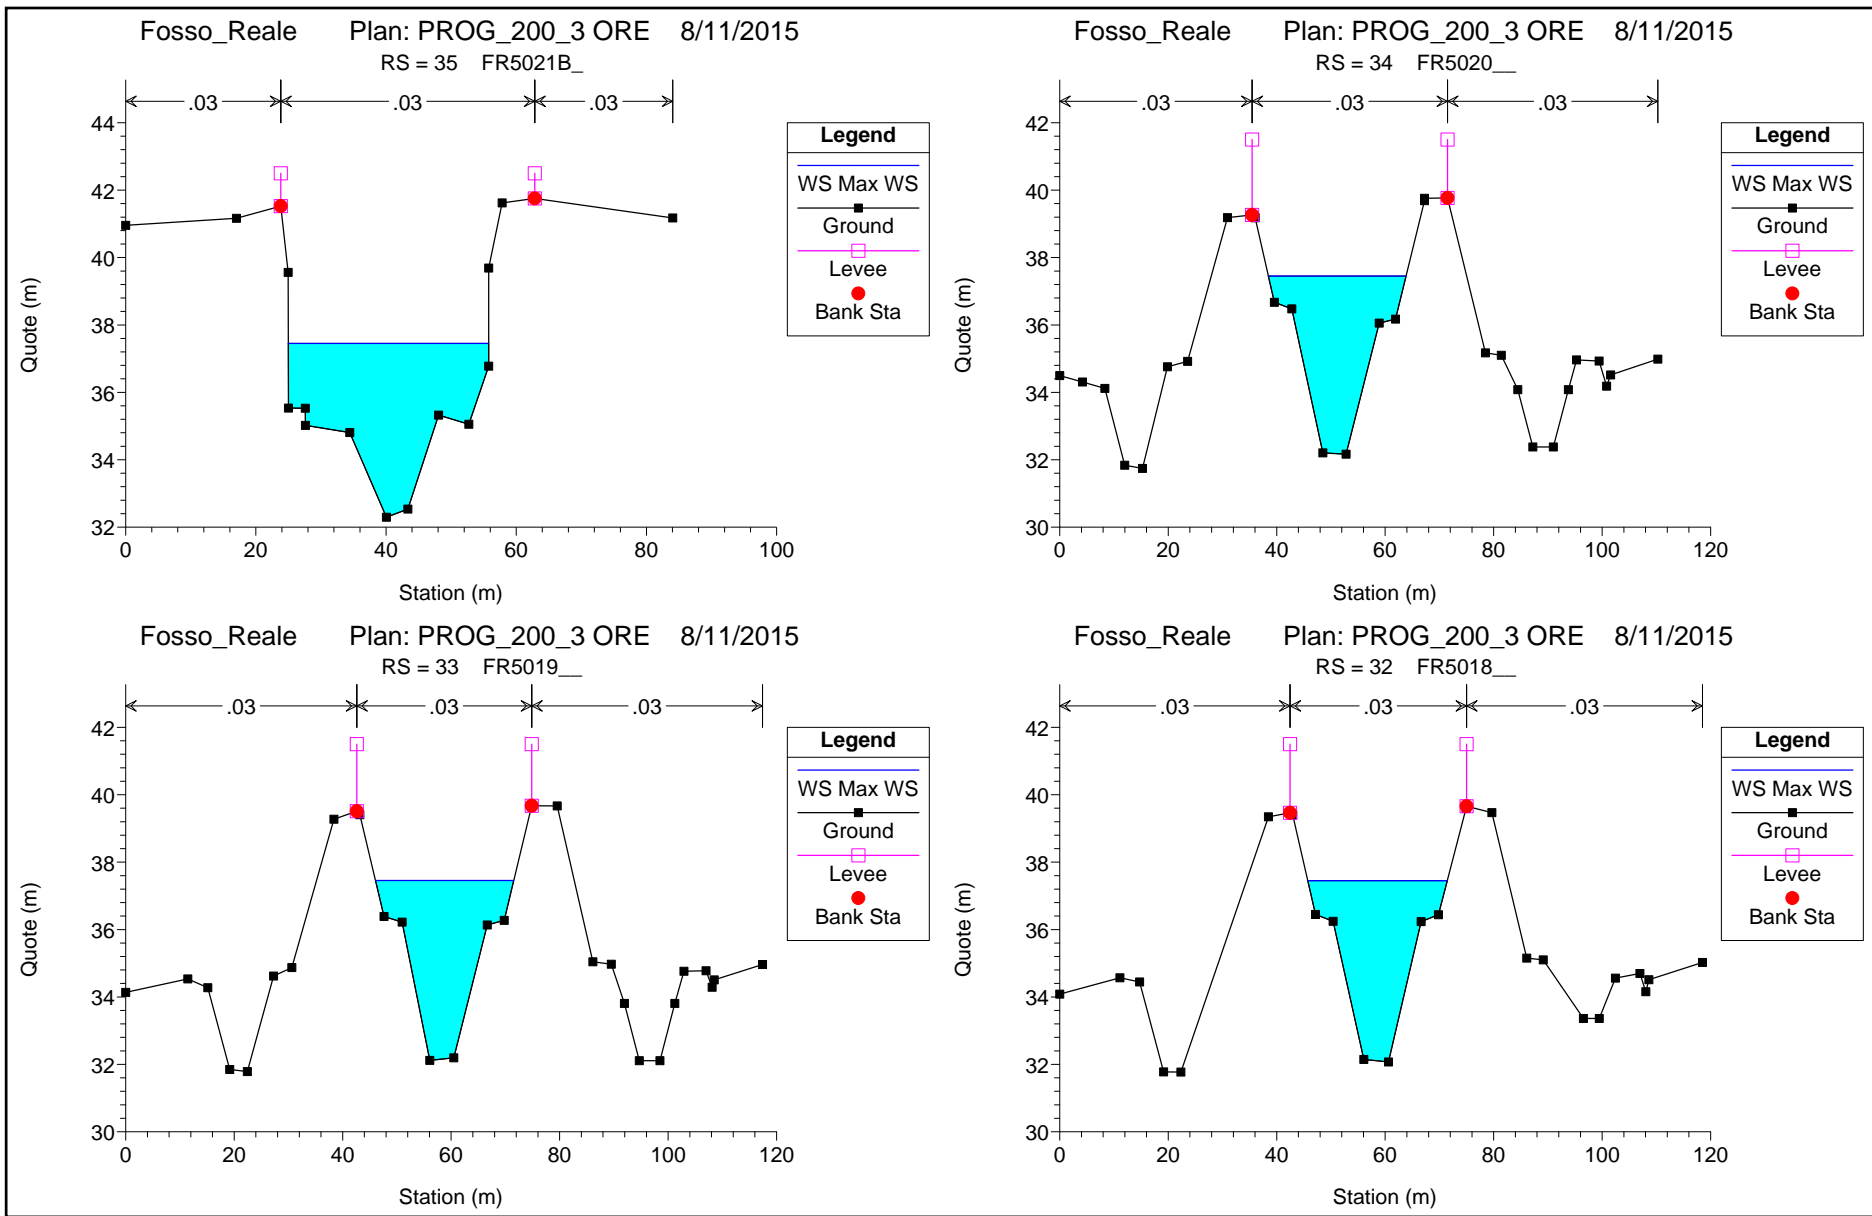 Fosso_Reale Plan: PROG_200_3 ORE 8/11/2015
RS = 35 FR5021B_
.03 .03 .03
44
42
40
38
36
34
32
0 20 40 60 80 100
Quote (m)
Station (m)
Legend
WS Max WS
Ground
Levee
Bank Sta
Fosso_Reale Plan: PROG_200_3 ORE 8/11/2015
RS = 34 FR5020__
.03 .03 .03
42
40
38
36
34
32
30
0 20 40 60 80 100 120
Quote (m)
Station (m)
Legend
WS Max WS
Ground
Levee
Bank Sta
Fosso_Reale Plan: PROG_200_3 ORE 8/11/2015
RS = 33 FR5019__
.03 .03 .03
42
40
38
36
34
32
30
0 20 40 60 80 100 120
Quote (m)
Station (m)
Legend
WS Max WS
Ground
Levee
Bank Sta
Fosso_Reale Plan: PROG_200_3 ORE 8/11/2015
RS = 32 FR5018__
.03 .03 .03
42
40
38
36
34
32
30
0 20 40 60 80 100 120
Quote (m)
Station (m)
Legend
WS Max WS
Ground
Levee
Bank Sta